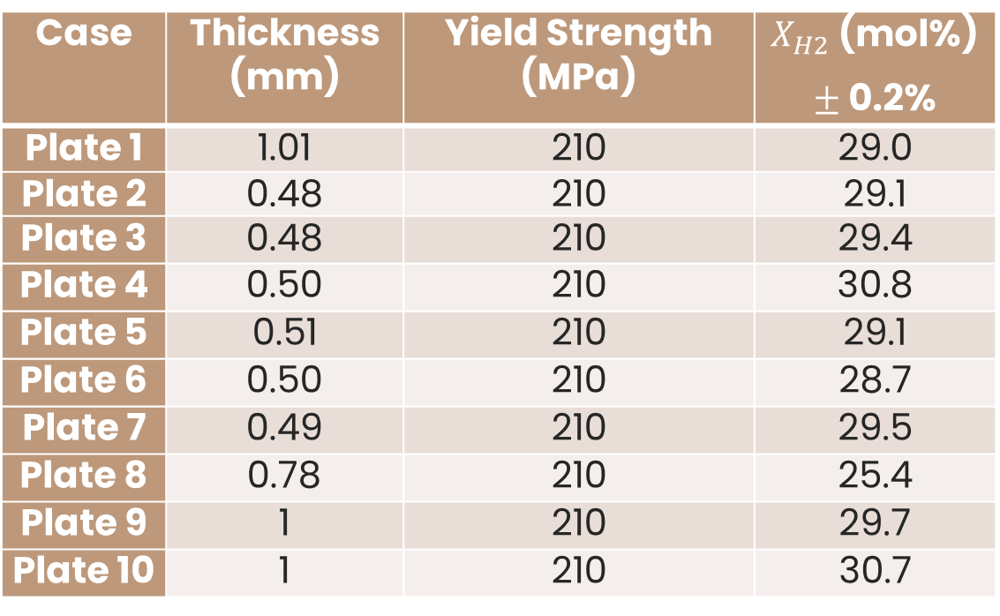 Case Thickness (mm) Yield Strength (MPa) X_{H2} (mol%) ± 0.2%
Plate 1 1.01 210 29.0
Plate 2 0.48 210 29.1
Plate 3 0.48 210 29.4
Plate 4 0.50 210 30.8
Plate 5 0.51 210 29.1
Plate 6 0.50 210 28.7
Plate 7 0.49 210 29.5
Plate 8 0.78 210 25.4
Plate 9 1 210 29.7
Plate 10 1 210 30.7